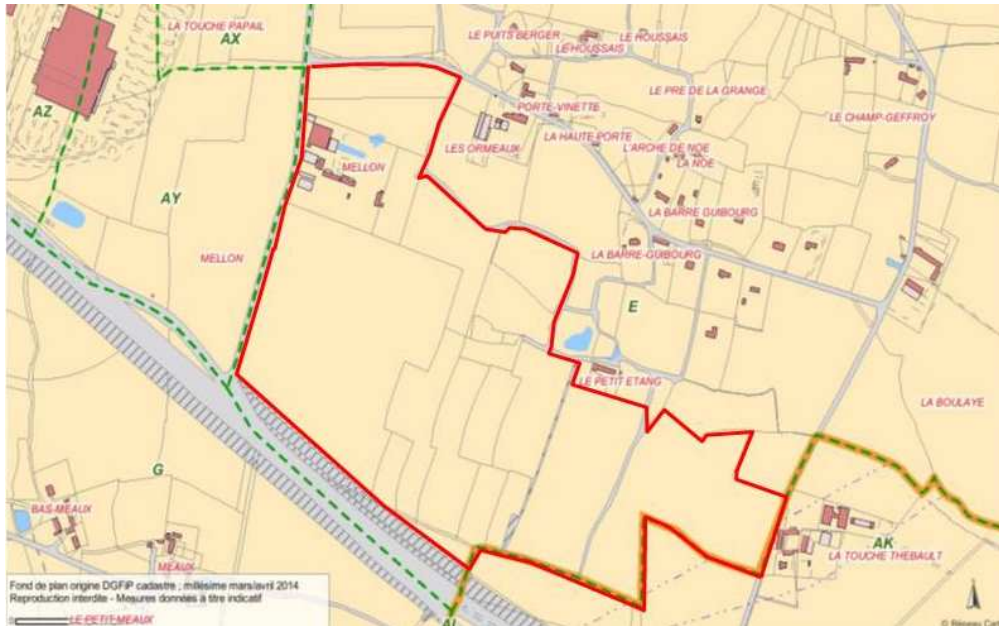 LA TOUCHE PAPAIL
AX
LE PUITS BERGER
LE HOUSSAIS
LE HOUSSAIS
AZ
LE PRE DE LA GRANGE
PORTE-VINETTE
LE CHAMP-GEFFROY
LA HAUTE PORTE
LES ORMEAUX
L'ARCHE DE NOE
LA NOE
MELLON
AY
LA BARRE GUIBOURG
MELLON
LA BARRE-GUIBOURG
E
LE PETIT ETANG
LA BOULAYE
G
BAS-MEAUX
AK
LA TOUCHE THEBAULT
MEAUX
Fond de plan origine DGFiP cadastre ; millésime mars/avril 2014
Reproduction interdite - Mesures données à titre indicatif
LE PETIT MEAUX
© Réseau